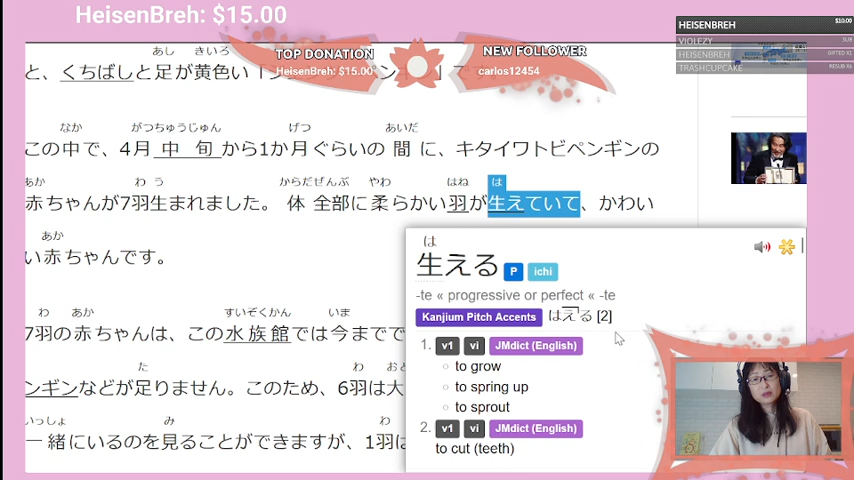 HeisenBreh: $15.00
TOP DONATION
HeisenBreh: $15.00
NEW FOLLOWER
carlos12454
HEISENBREH $10.00
VIOLEZY SUB
HEISENBREH GIFTED X1
TRASHCUPCAKE RESUB X6
あし きいろ
と、くちばしと足が黄色い「
なか がつちゅうじゅん げつ あいだ
この中で、4月中旬から1か月ぐらいの間に、キタイワトビペンギンの
あか わ う からだぜんぶ やわ はね は
赤ちゃんが7羽生まれました。体全部に柔らかい羽が生えていて、かわい
あか
い赤ちゃんです。
わ あか すいぞくかん いま
7羽の赤ちゃんは、この水族館では今までで
た わ
ンギンなどが足りません。このため、6羽は大
いっしょ み わ
一緒にいるのを見ることができますが、1羽
は
生える P ichi
-te « progressive or perfect « -te
Kanjium Pitch Accents はえる [2]
1. v1 vi JMdict (English)
to grow
to spring up
to sprout
2. v1 vi JMdict (English)
to cut (teeth)